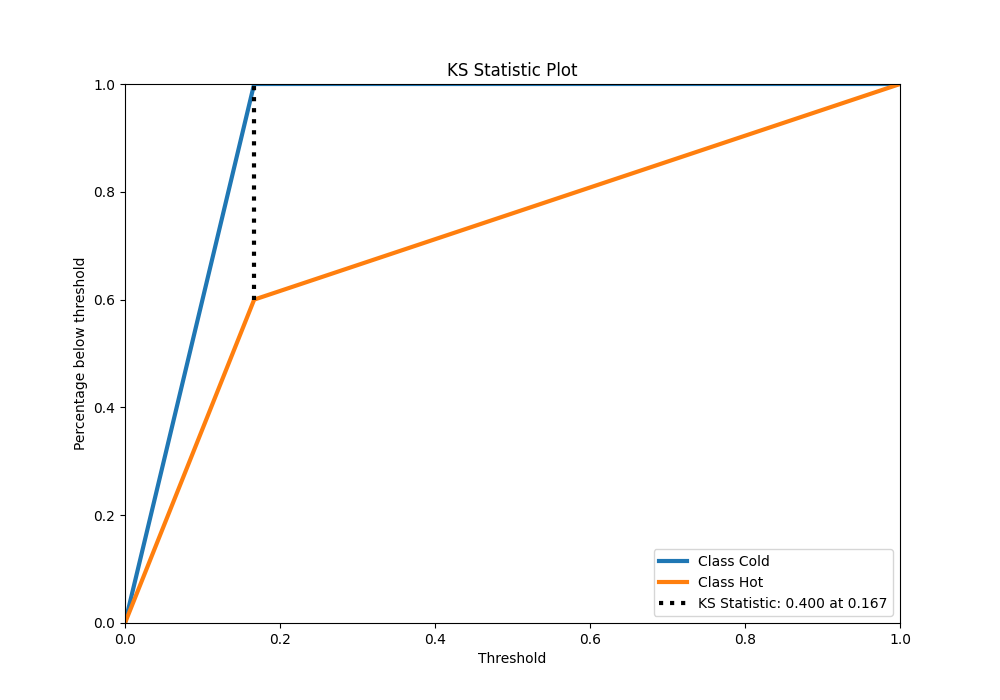 KS Statistic Plot
1.0
0.8
0.6
0.4
0.2
0.0
Percentage below threshold
0.0 0.2 0.4 0.6 0.8 1.0
Threshold
Class Cold
Class Hot
KS Statistic: 0.400 at 0.167